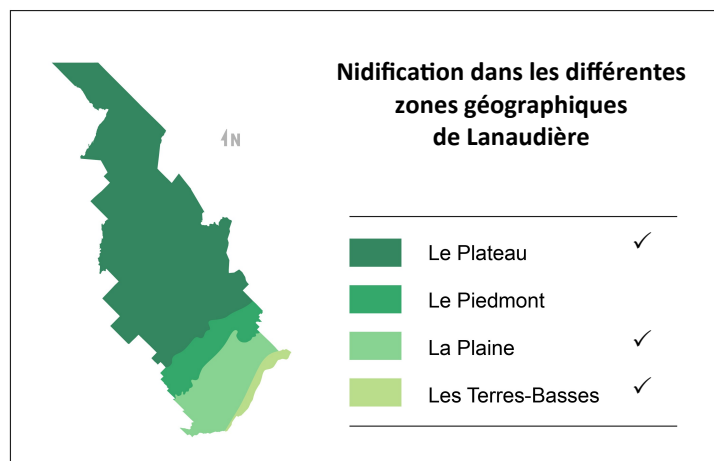 Nidification dans les différentes
zones géographiques
de Lanaudière
N
Le Plateau ✓
Le Piedmont
La Plaine ✓
Les Terres-Basses ✓